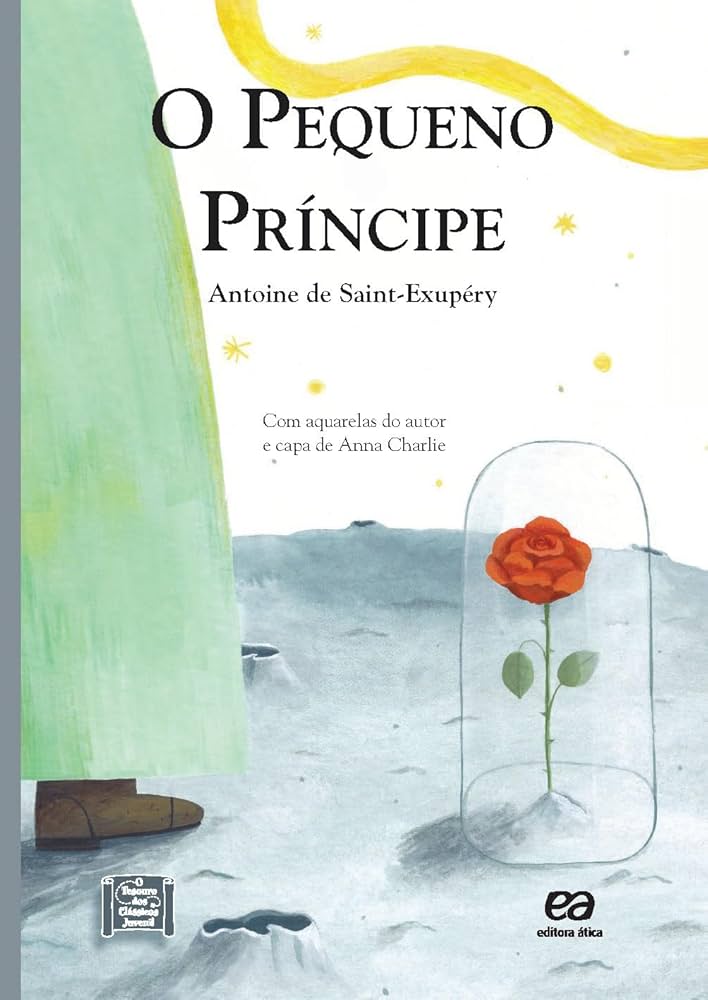 O PEQUENO
PRÍNCIPE
Antoine de Saint-Exupéry
Com aquarelas do autor
e capa de Anna Charlie
O
Tesouro
dos
Clássicos
Juvenil
ea
editora ática